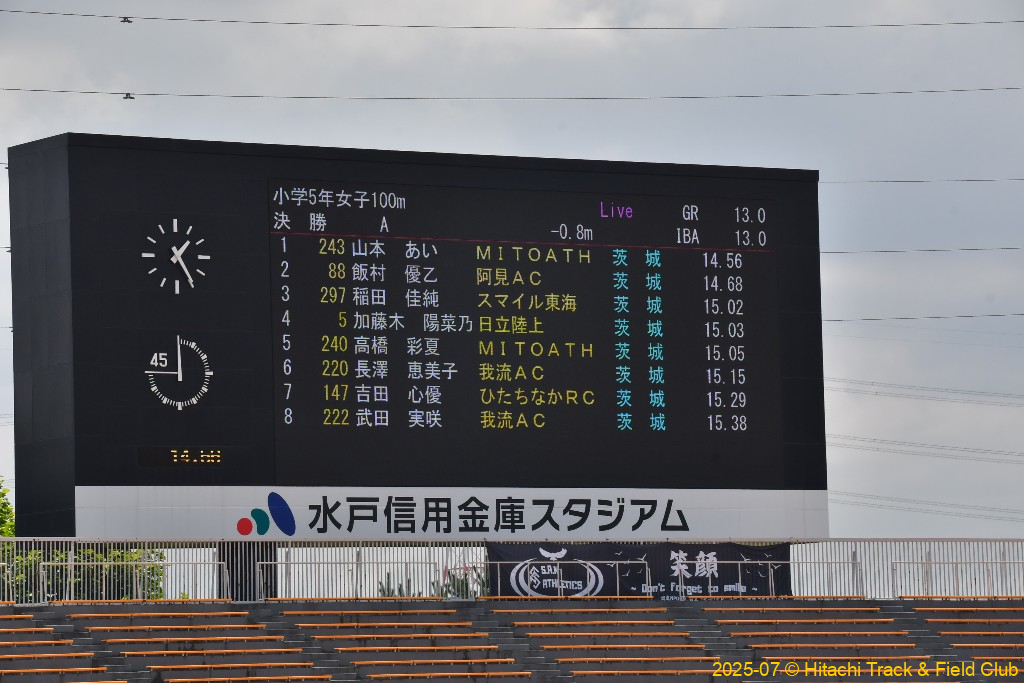 小学5年女子100m Live GR 13.0
決 勝 A -0.8m IBA 13.0
1 243 山本 あい MITOATH 茨 城 14.56
2 88 飯村 優乙 阿見AC 茨 城 14.68
3 297 稲田 佳純 スマイル東海 茨 城 15.02
4 5 加藤木 陽菜乃 日立陸上 茨 城 15.03
5 240 高橋 彩夏 MITOATH 茨 城 15.05
6 220 長澤 恵美子 我流AC 茨 城 15.15
7 147 吉田 心優 ひたちなかRC 茨 城 15.29
8 222 武田 実咲 我流AC 茨 城 15.38
45
水戸信用金庫スタジアム
S.A.K ATHLETICS
笑顔
~ Don't forget to smile ~
2025-07 © Hitachi Track & Field Club